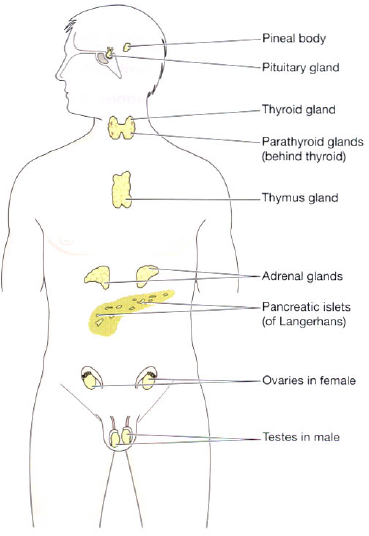 Pineal body
Pituitary gland
Thyroid gland
Parathyroid glands
(behind thyroid)
Thymus gland
Adrenal glands
Pancreatic islets
(of Langerhans)
Ovaries in female
Testes in male